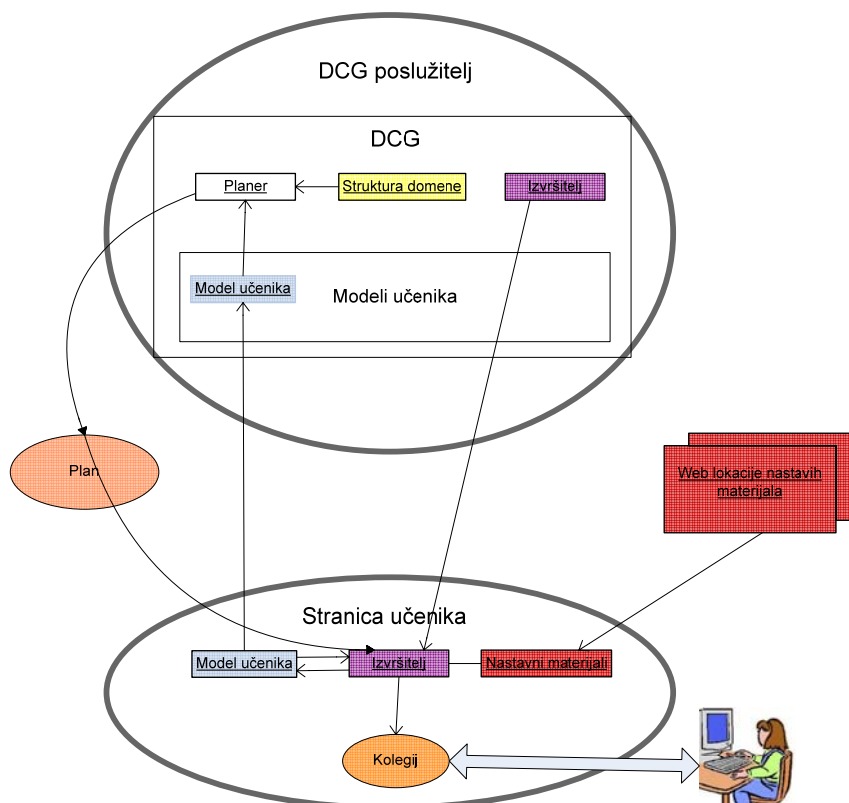 DCG poslužitelj
DCG
Planer
Struktura domene
Izvršitelj
Model učenika
Modeli učenika
Plan
Web lokacije nastavih
materijala
Stranica učenika
Model učenika
Izvršitelj
Nastavni materijali
Kolegij